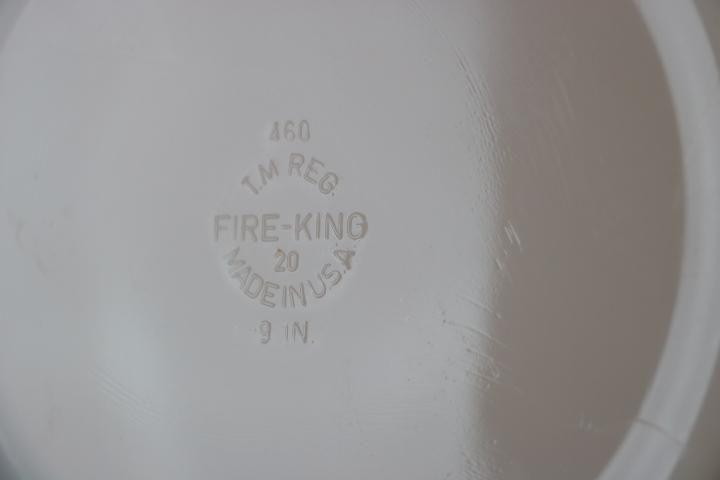 460
T.M REG.
FIRE-KING
20
MADE IN U.S.A
9 IN.